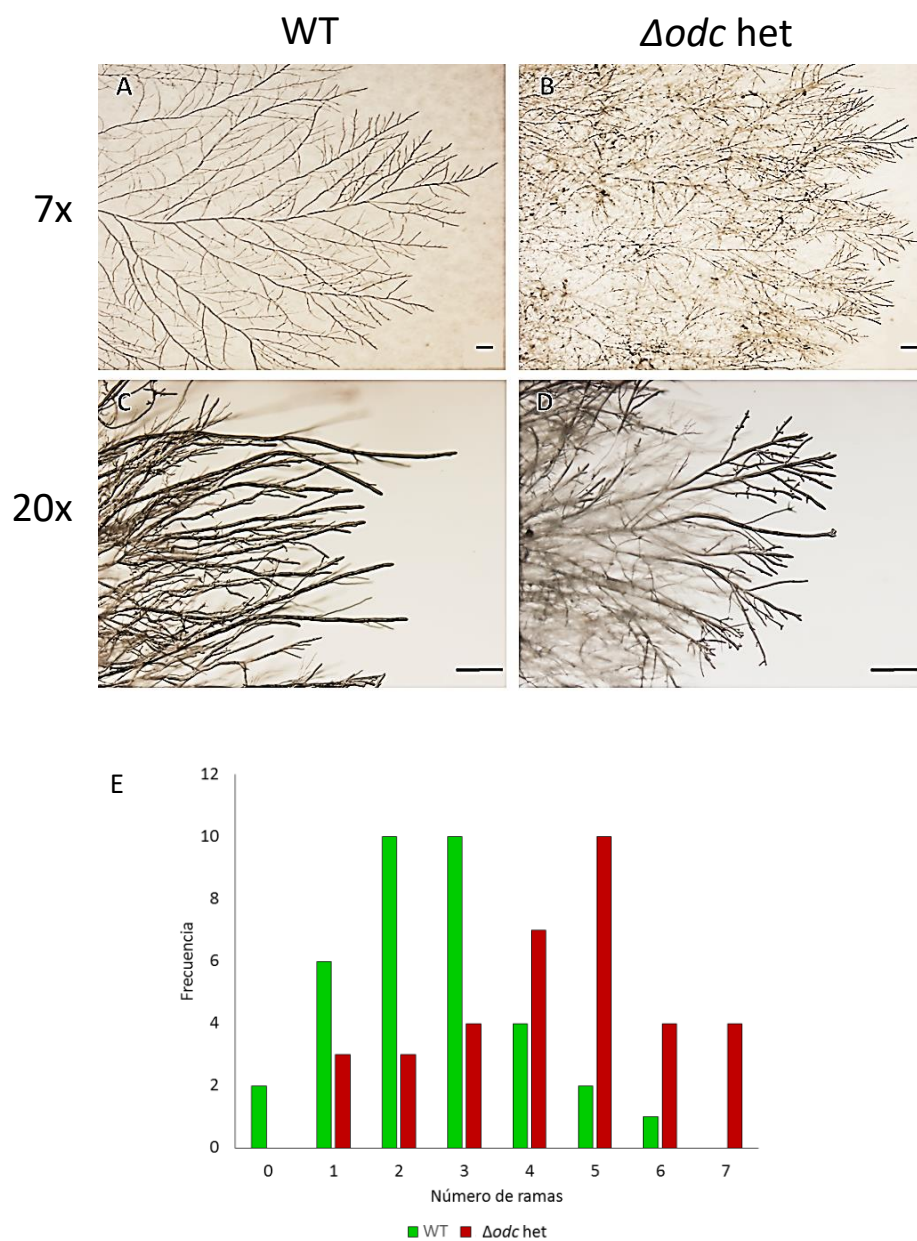 WT Δodc het
A B
7x
C D
20x
E
12
10
8
6
4
2
0
Frecuencia
0 1 2 3 4 5 6 7
Número de ramas
WT Δodc het